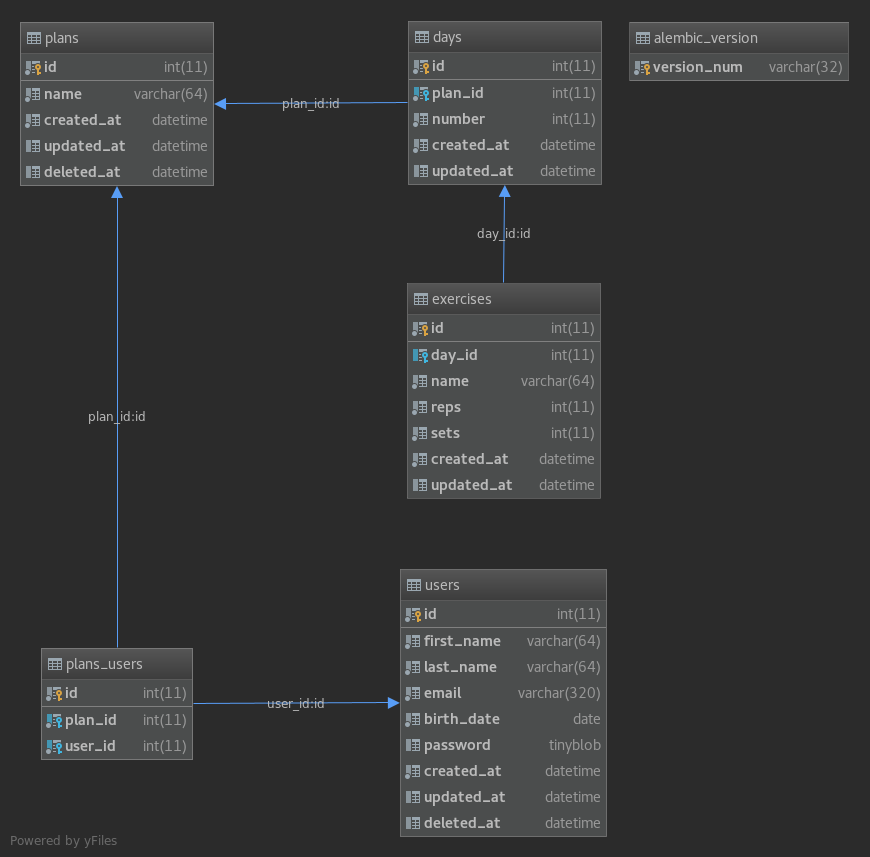 plans
id int(11)
name varchar(64)
created_at datetime
updated_at datetime
deleted_at datetime
plan_id:id
days
id int(11)
plan_id int(11)
number int(11)
created_at datetime
updated_at datetime
alembic_version
version_num varchar(32)
day_id:id
exercises
id int(11)
day_id int(11)
name varchar(64)
reps int(11)
sets int(11)
created_at datetime
updated_at datetime
plan_id:id
plans_users
id int(11)
plan_id int(11)
user_id int(11)
user_id:id
users
id int(11)
first_name varchar(64)
last_name varchar(64)
email varchar(320)
birth_date date
password tinyblob
created_at datetime
updated_at datetime
deleted_at datetime
Powered by yFiles